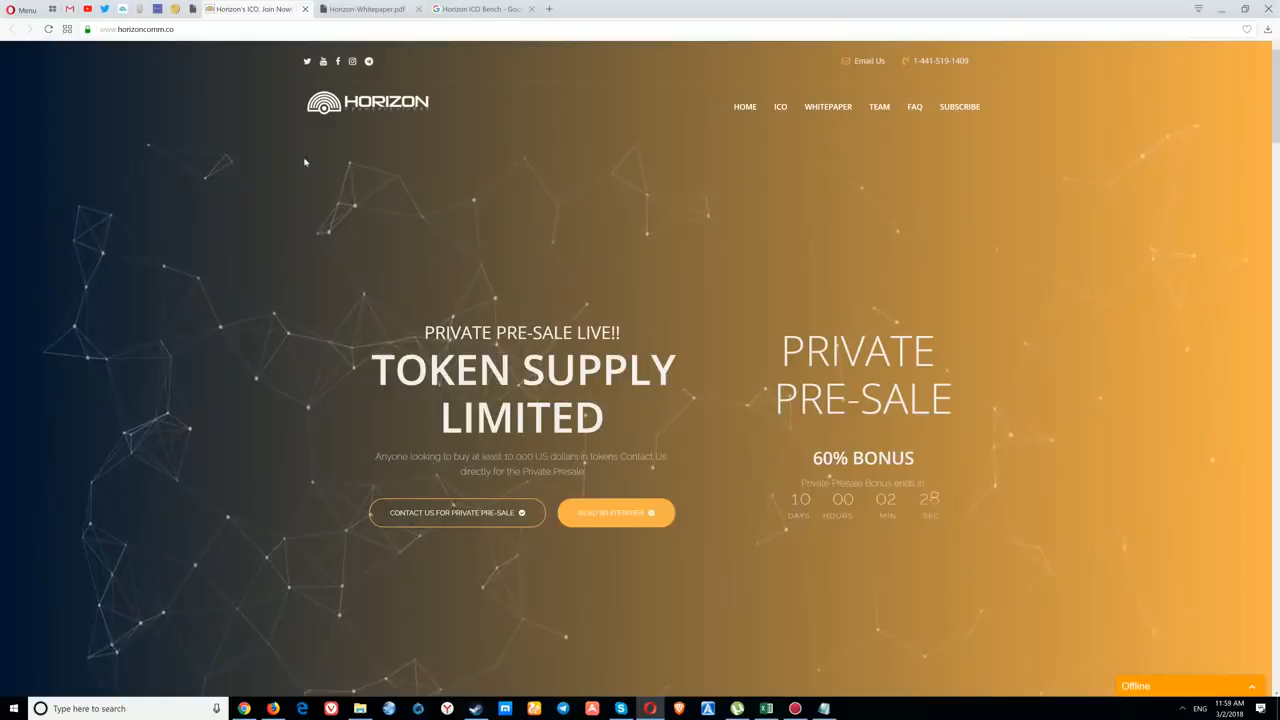 Menu
Horizon's ICO. Join Now!
Horizon-Whitepaper.pdf
Horizon ICO Bench - Goo
www.horizoncomm.co
Email Us
1-441-519-1409
HORIZON
HOME
ICO
WHITEPAPER
TEAM
FAQ
SUBSCRIBE
PRIVATE PRE-SALE LIVE!!
TOKEN SUPPLY
LIMITED
Anyone looking to buy at least 10,000 US dollars in tokens Contact Us
directly for the Private Presale
CONTACT US FOR PRIVATE PRE-SALE
READ WHITEPAPER
PRIVATE
PRE-SALE
60% BONUS
Private Presale Bonus ends in
10 00 02 28
DAYS HOURS MIN SEC
Offline
Type here to search
ENG
11:59 AM
3/2/2018